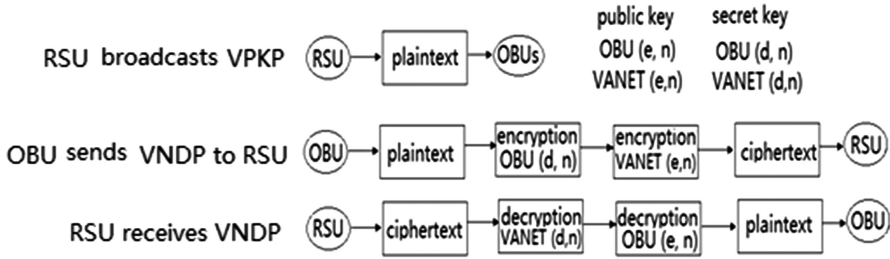 public key secret key
RSU broadcasts VPKP RSU plaintext OBUs OBU (e, n) OBU (d, n)
VANET (e,n) VANET (d,n)
OBU sends VNDP to RSU OBU plaintext encryption OBU (d, n) encryption VANET (e,n) ciphertext RSU
RSU receives VNDP RSU ciphertext decryption VANET (d,n) decryption OBU (e, n) plaintext OBU